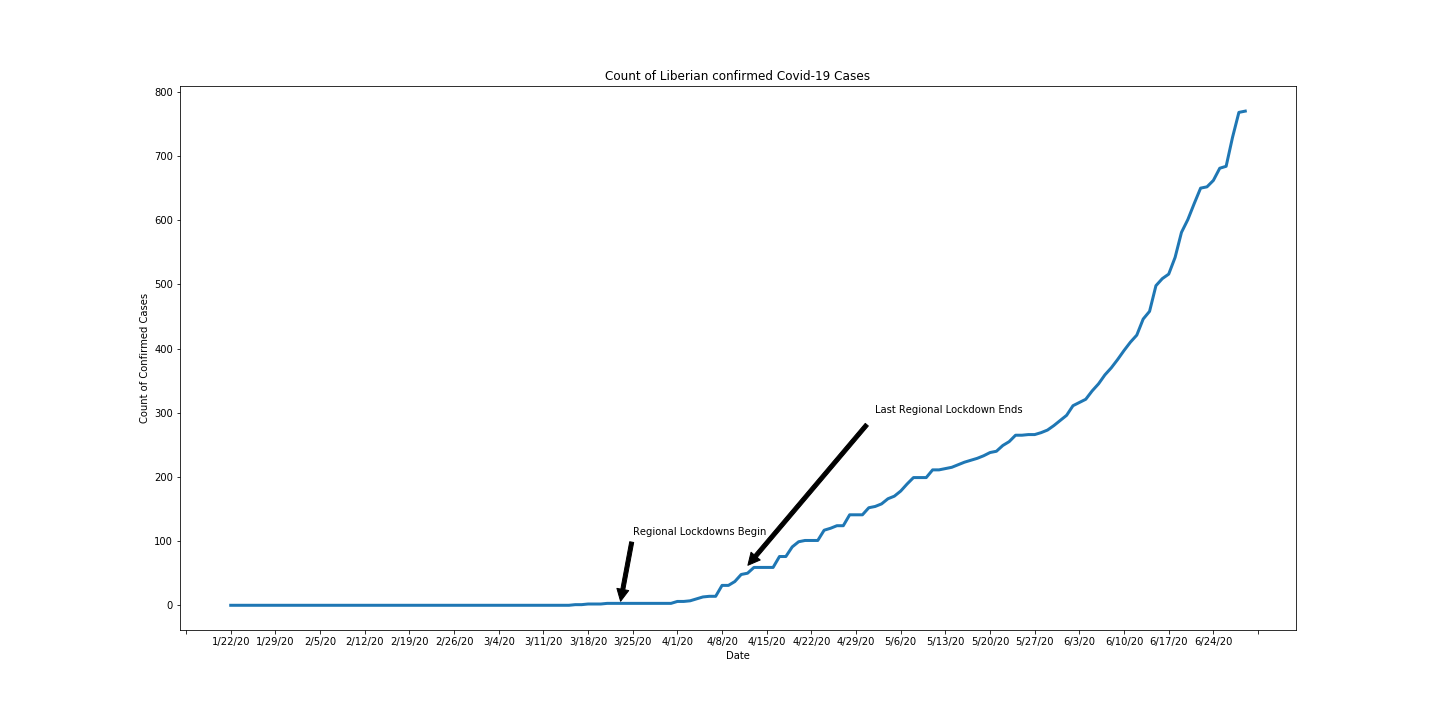 Count of Liberian confirmed Covid-19 Cases
800
700
600
500
400
300
200
100
0
Count of Confirmed Cases
Last Regional Lockdown Ends
Regional Lockdowns Begin
1/22/20 1/29/20 2/5/20 2/12/20 2/19/20 2/26/20 3/4/20 3/11/20 3/18/20 3/25/20 4/1/20 4/8/20 4/15/20 4/22/20 4/29/20 5/6/20 5/13/20 5/20/20 5/27/20 6/3/20 6/10/20 6/17/20 6/24/20
Date